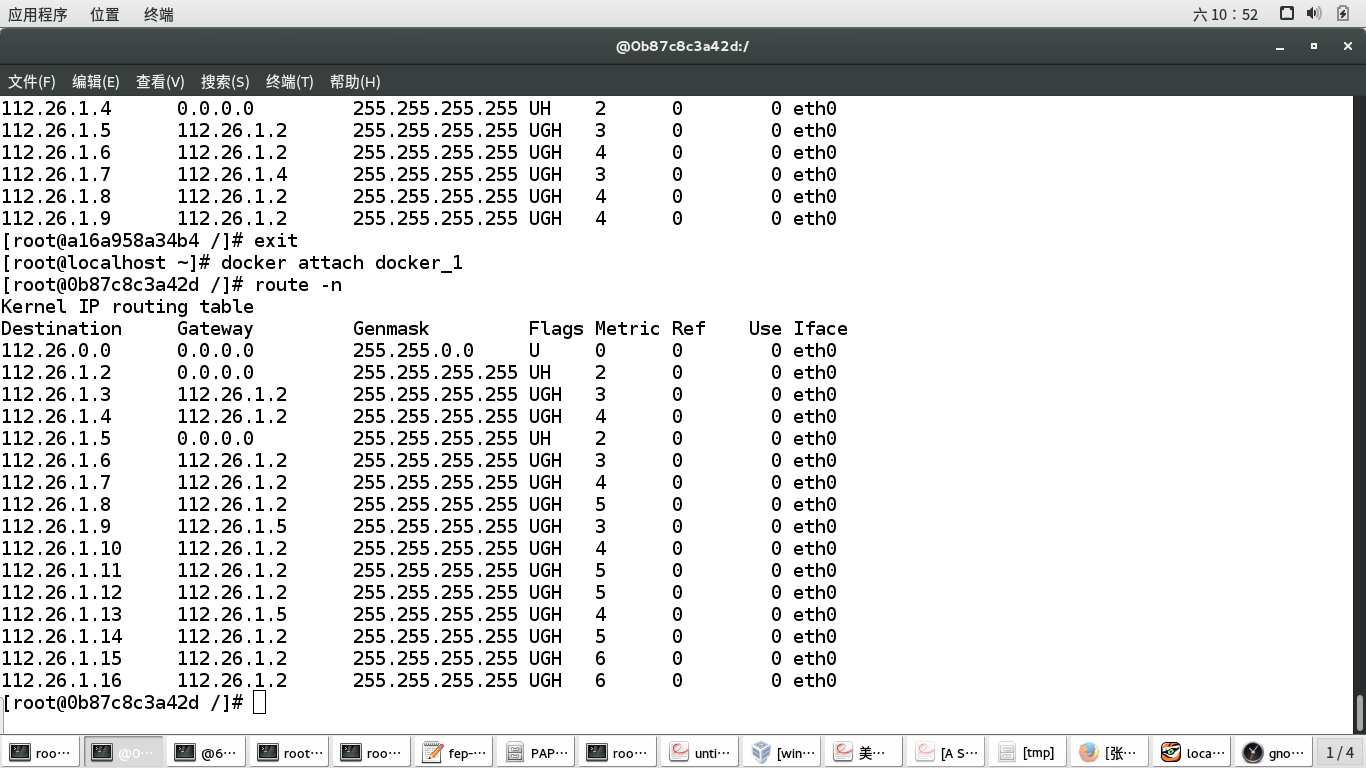 应用程序 位置 终端 六 10：52
@0b87c8c3a42d:/
文件(F) 编辑(E) 查看(V) 搜索(S) 终端(T) 帮助(H)
112.26.1.4 0.0.0.0 255.255.255.255 UH 2 0 0 eth0
112.26.1.5 112.26.1.2 255.255.255.255 UGH 3 0 0 eth0
112.26.1.6 112.26.1.2 255.255.255.255 UGH 4 0 0 eth0
112.26.1.7 112.26.1.4 255.255.255.255 UGH 3 0 0 eth0
112.26.1.8 112.26.1.2 255.255.255.255 UGH 4 0 0 eth0
112.26.1.9 112.26.1.2 255.255.255.255 UGH 4 0 0 eth0
[root@a16a958a34b4 /]# exit
[root@localhost ~]# docker attach docker_1
[root@0b87c8c3a42d /]# route -n
Kernel IP routing table
Destination Gateway Genmask Flags Metric Ref Use Iface
112.26.0.0 0.0.0.0 255.255.0.0 U 0 0 0 eth0
112.26.1.2 0.0.0.0 255.255.255.255 UH 2 0 0 eth0
112.26.1.3 112.26.1.2 255.255.255.255 UGH 3 0 0 eth0
112.26.1.4 112.26.1.2 255.255.255.255 UGH 4 0 0 eth0
112.26.1.5 0.0.0.0 255.255.255.255 UH 2 0 0 eth0
112.26.1.6 112.26.1.2 255.255.255.255 UGH 3 0 0 eth0
112.26.1.7 112.26.1.2 255.255.255.255 UGH 4 0 0 eth0
112.26.1.8 112.26.1.2 255.255.255.255 UGH 5 0 0 eth0
112.26.1.9 112.26.1.5 255.255.255.255 UGH 3 0 0 eth0
112.26.1.10 112.26.1.2 255.255.255.255 UGH 4 0 0 eth0
112.26.1.11 112.26.1.2 255.255.255.255 UGH 5 0 0 eth0
112.26.1.12 112.26.1.2 255.255.255.255 UGH 5 0 0 eth0
112.26.1.13 112.26.1.5 255.255.255.255 UGH 4 0 0 eth0
112.26.1.14 112.26.1.2 255.255.255.255 UGH 5 0 0 eth0
112.26.1.15 112.26.1.2 255.255.255.255 UGH 6 0 0 eth0
112.26.1.16 112.26.1.2 255.255.255.255 UGH 6 0 0 eth0
[root@0b87c8c3a42d /]#
roo… @0… @6… root… roo… fep-… PAP… roo… unti… [win… 美… [A S… [tmp] [张… loca… gno… 1 / 4